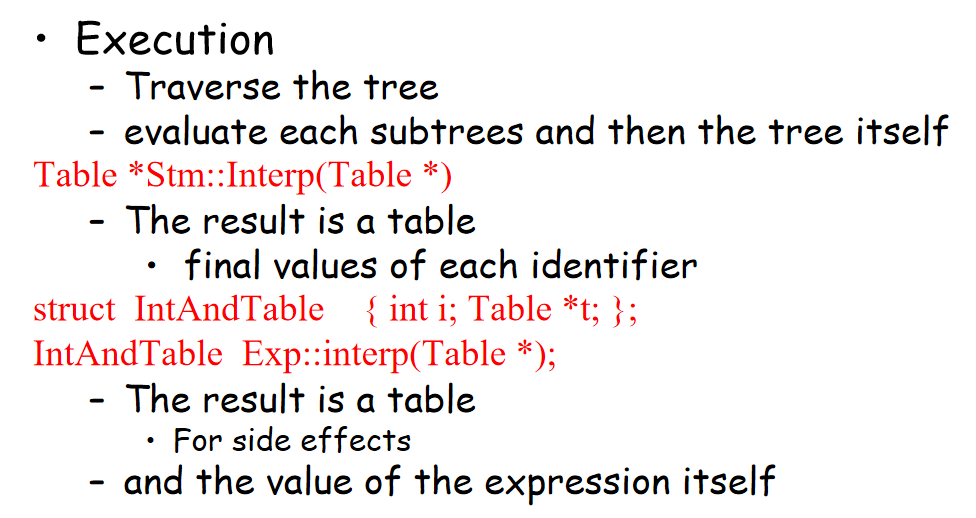 • Execution
– Traverse the tree
– evaluate each subtrees and then the tree itself
Table *Stm::Interp(Table *)
– The result is a table
• final values of each identifier
struct IntAndTable { int i; Table *t; };
IntAndTable Exp::interp(Table *);
– The result is a table
• For side effects
– and the value of the expression itself